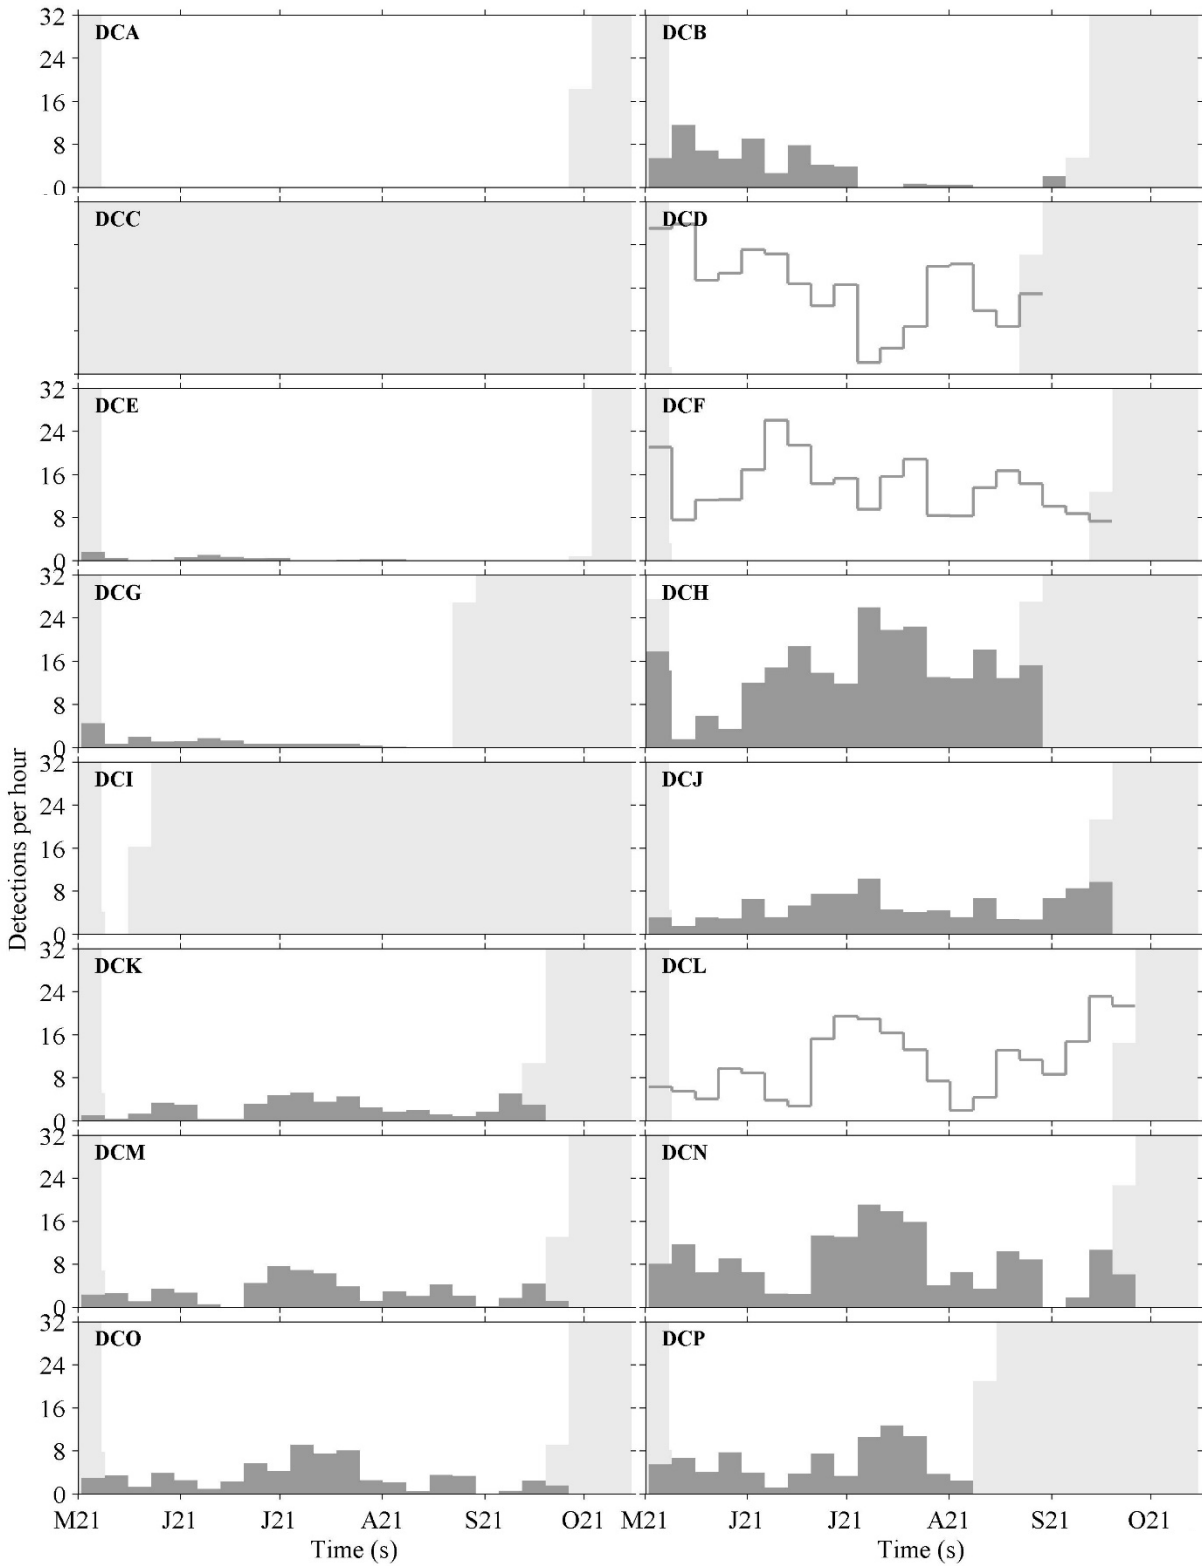 32 DCA DCB
24
16
8
0
DCC DCD
32 DCE DCF
24
16
8
0
32 DCG DCH
24
16
8
0
32 DCI DCJ
24
16
8
0
32 DCK DCL
24
16
8
0
32 DCM DCN
24
16
8
0
32 DCO DCP
24
16
8
0
Detections per hour
M21 J21 J21 A21 S21 O21 M21 J21 J21 A21 S21 O21
Time (s) Time (s)